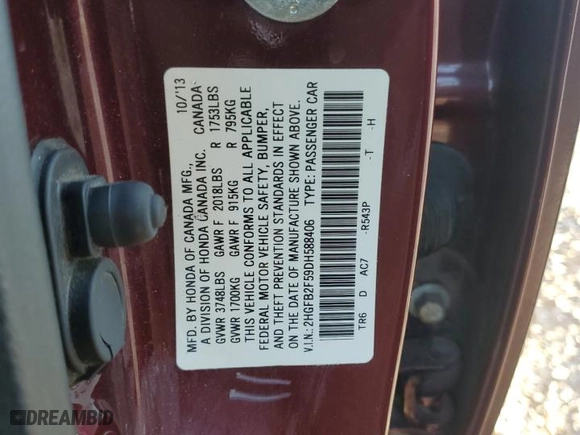 MFD. BY HONDA OF CANADA MFG., 10/'13
A DIVISION OF HONDA CANADA INC. CANADA
GVWR 3748LBS GAWR F 2018LBS R 1753LBS
GVWR 1700KG GAWR F 915KG R 795KG
THIS VEHICLE CONFORMS TO ALL APPLICABLE
FEDERAL MOTOR VEHICLE SAFETY, BUMPER,
AND THEFT PREVENTION STANDARDS IN EFFECT
ON THE DATE OF MANUFACTURE SHOWN ABOVE.
V.I.N.: 2HGFB2F59DH588406 TYPE: PASSENGER CAR
TR6 D AC7 -R543P -T -H
DREAMBID